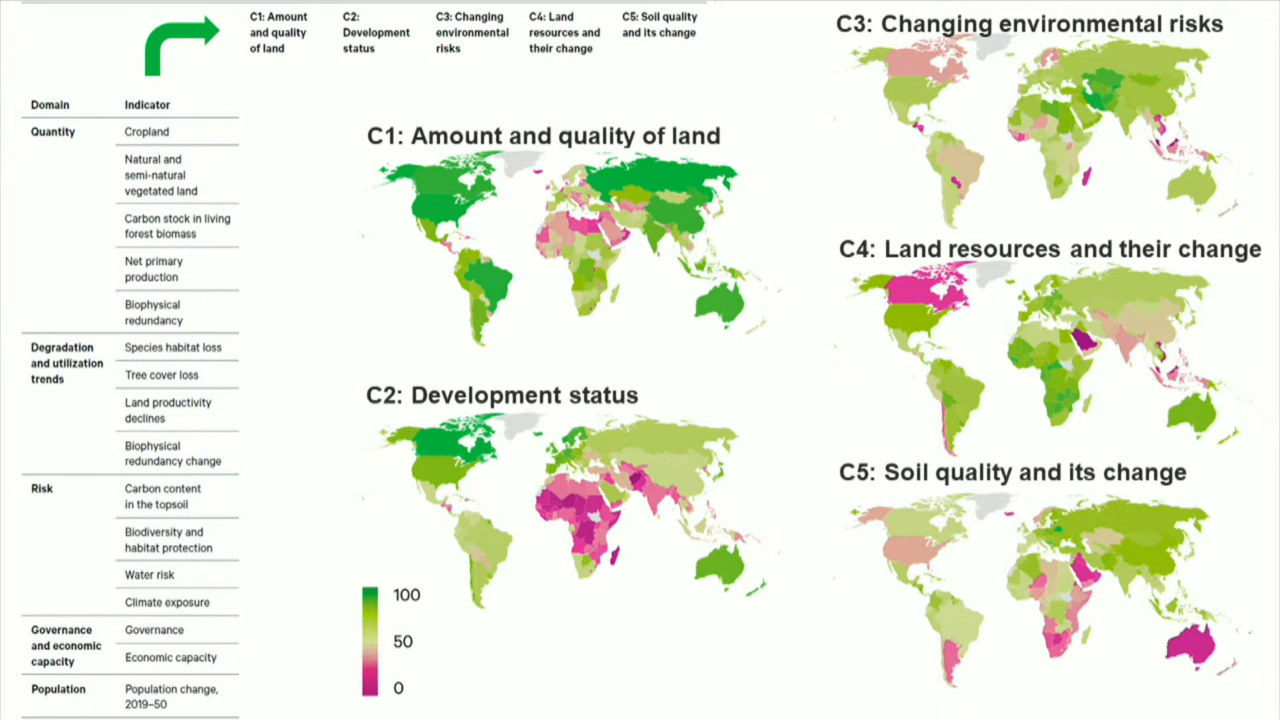 C1: Amount
and quality
of land
C2:
Development
status
C3: Changing
environmental
risks
C4: Land
resources and
their change
C5: Soil quality
and its change
Domain
Indicator
Quantity
Cropland
Natural and
semi-natural
vegetated land
Carbon stock in living
forest biomass
Net primary
production
Biophysical
redundancy
Degradation
and utilization
trends
Species habitat loss
Tree cover loss
Land productivity
declines
Biophysical
redundancy change
Risk
Carbon content
in the topsoil
Biodiversity and
habitat protection
Water risk
Climate exposure
Governance
and economic
capacity
Governance
Economic capacity
Population
Population change,
2019–50
C1: Amount and quality of land
C2: Development status
100
50
0
C3: Changing environmental risks
C4: Land resources and their change
C5: Soil quality and its change